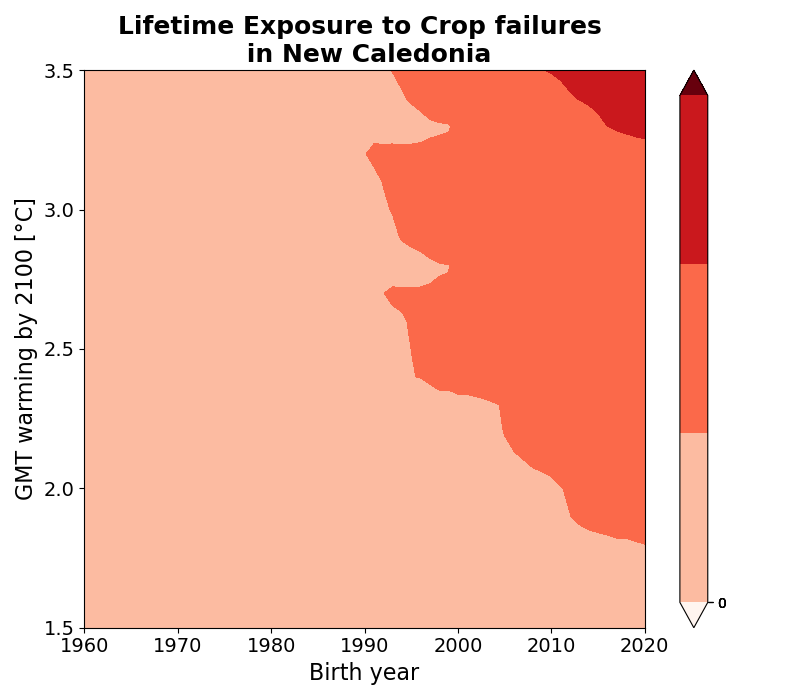 Lifetime Exposure to Crop failures
in New Caledonia
GMT warming by 2100 [°C]
3.5
3.0
2.5
2.0
1.5
1960 1970 1980 1990 2000 2010 2020
Birth year
0